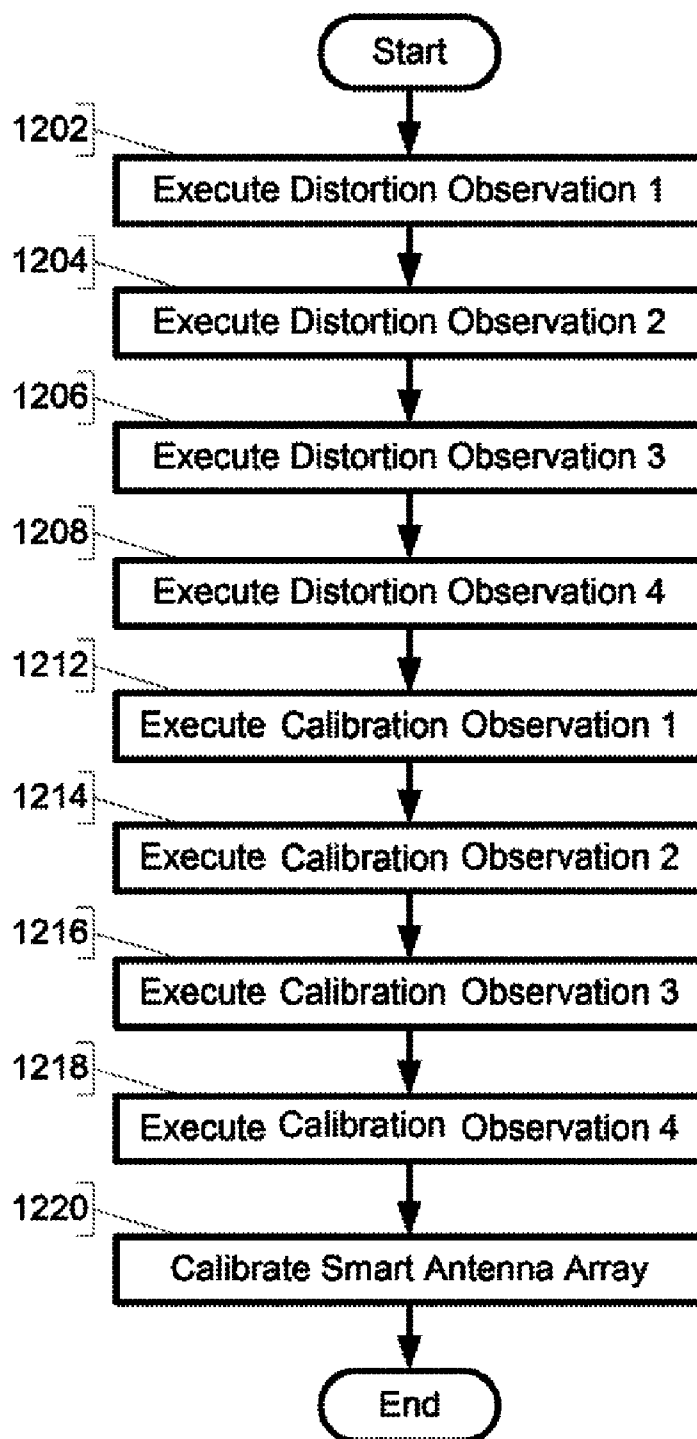 Start
1202
Execute Distortion Observation 1
1204
Execute Distortion Observation 2
1206
Execute Distortion Observation 3
1208
Execute Distortion Observation 4
1212
Execute Calibration Observation 1
1214
Execute Calibration Observation 2
1216
Execute Calibration Observation 3
1218
Execute Calibration Observation 4
1220
Calibrate Smart Antenna Array
End